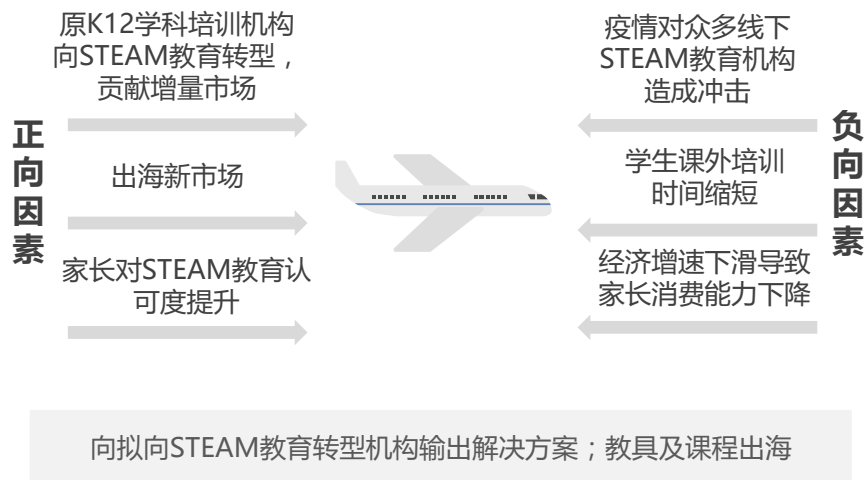 正向因素
原K12学科培训机构
向STEAM教育转型，
贡献增量市场
出海新市场
家长对STEAM教育认
可度提升
疫情对众多线下
STEAM教育机构
造成冲击
学生课外培训
时间缩短
经济增速下滑导致
家长消费能力下降
负向因素
向拟向STEAM教育转型机构输出解决方案；教具及课程出海